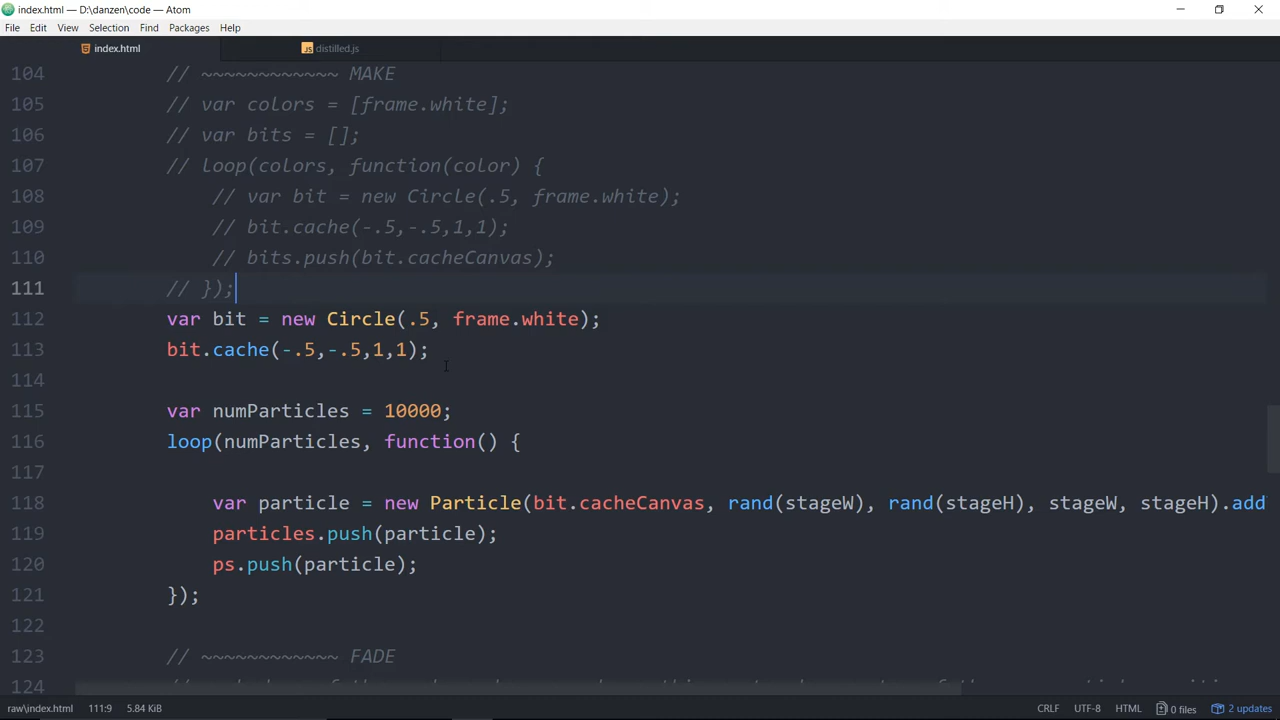 index.html — D:\danzen\code — Atom
File Edit View Selection Find Packages Help
index.html
JS distilled.js
104 // ~~~~~~~~~~~~ MAKE
105 // var colors = [frame.white];
106 // var bits = [];
107 // loop(colors, function(color) {
108 // var bit = new Circle(.5, frame.white);
109 // bit.cache(-.5,-.5,1,1);
110 // bits.push(bit.cacheCanvas);
111 // });
112 var bit = new Circle(.5, frame.white);
113 bit.cache(-.5,-.5,1,1);
114
115 var numParticles = 10000;
116 loop(numParticles, function() {
117
118 var particle = new Particle(bit.cacheCanvas, rand(stageW), rand(stageH), stageW, stageH).add
119 particles.push(particle);
120 ps.push(particle);
121 });
122
123 // ~~~~~~~~~~~~ FADE
124
raw\index.html 111:9 5.84 KiB CRLF UTF-8 HTML 0 files 2 updates